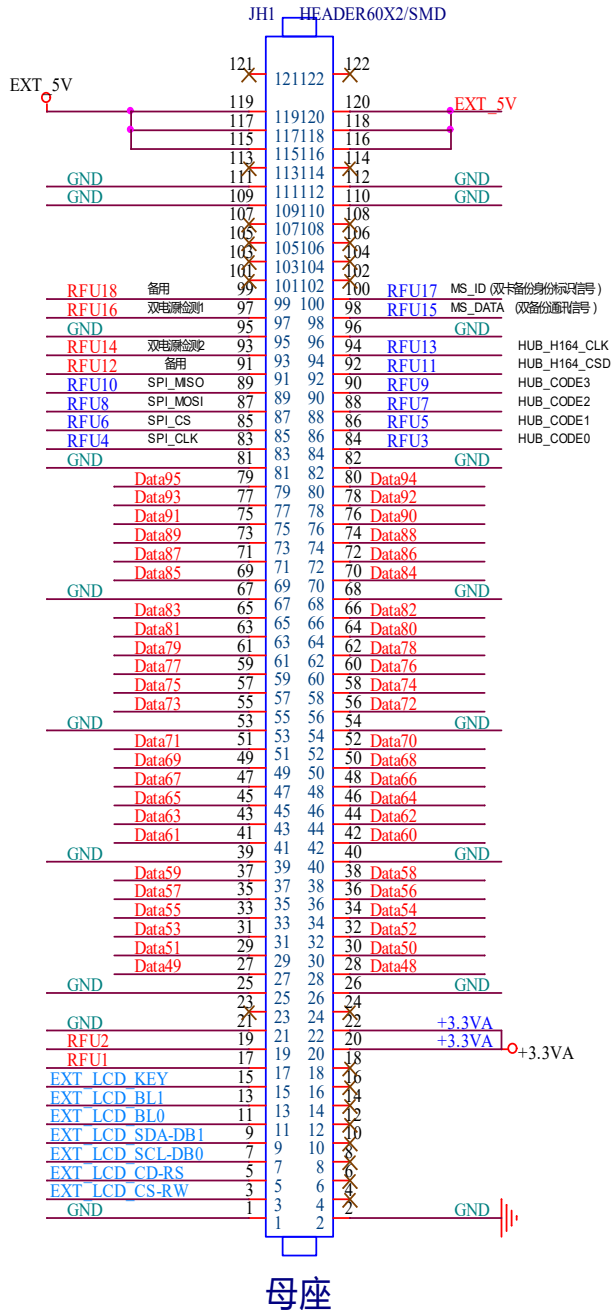 JH1 HEADER60X2/SMD
121 121122 122
EXT_5V
119 119120 120 EXT_5V
117 117118 118
115 115116 116
113 113114 114
GND 111 111112 112 GND
GND 109 109110 110 GND
107 107108 108
105 105106 106
103 103104 104
101 101102 102
RFU18 备用 99 99 100 100 RFU17 MS_ID (双卡备份身份标识信号)
RFU16 双电源检测1 97 97 98 98 RFU15 MS_DATA (双备份通讯信号)
GND 95 95 96 96 GND
RFU14 双电源检测2 93 93 94 94 RFU13 HUB_H164_CLK
RFU12 备用 91 91 92 92 RFU11 HUB_H164_CSD
RFU10 SPI_MISO 89 89 90 90 RFU9 HUB_CODE3
RFU8 SPI_MOSI 87 87 88 88 RFU7 HUB_CODE2
RFU6 SPI_CS 85 85 86 86 RFU5 HUB_CODE1
RFU4 SPI_CLK 83 83 84 84 RFU3 HUB_CODE0
GND 81 81 82 82 GND
Data95 79 79 80 80 Data94
Data93 77 77 78 78 Data92
Data91 75 75 76 76 Data90
Data89 73 73 74 74 Data88
Data87 71 71 72 72 Data86
Data85 69 69 70 70 Data84
GND 67 67 68 68 GND
Data83 65 65 66 66 Data82
Data81 63 63 64 64 Data80
Data79 61 61 62 62 Data78
Data77 59 59 60 60 Data76
Data75 57 57 58 58 Data74
Data73 55 55 56 56 Data72
GND 53 53 54 54 GND
Data71 51 51 52 52 Data70
Data69 49 49 50 50 Data68
Data67 47 47 48 48 Data66
Data65 45 45 46 46 Data64
Data63 43 43 44 44 Data62
Data61 41 41 42 42 Data60
GND 39 39 40 40 GND
Data59 37 37 38 38 Data58
Data57 35 35 36 36 Data56
Data55 33 33 34 34 Data54
Data53 31 31 32 32 Data52
Data51 29 29 30 30 Data50
Data49 27 27 28 28 Data48
GND 25 25 26 26 GND
23 23 24 24
GND 21 21 22 22 +3.3VA
RFU2 19 19 20 20 +3.3VA +3.3VA
RFU1 17 17 18 18
EXT_LCD_KEY 15 15 16 16
EXT_LCD_BL1 13 13 14 14
EXT_LCD_BL0 11 11 12 12
EXT_LCD_SDA-DB1 9 9 10 10
EXT_LCD_SCL-DB0 7 7 8 8
EXT_LCD_CD-RS 5 5 6 6
EXT_LCD_CS-RW 3 3 4 4
GND 1 1 2 2 GND
母座